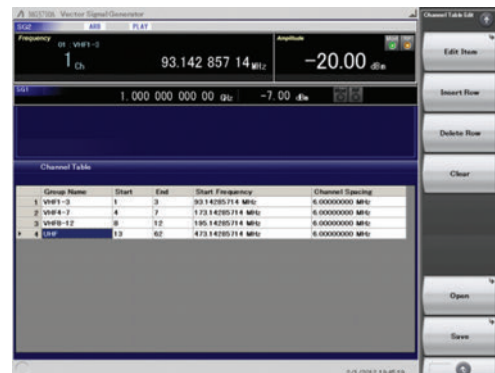 MG3710A Vector Signal Generator
Channel Table Edit
SG2 ARB PLAY
Frequency
01 : VHF1-3
1 Ch
93.142 857 14 MHz
Amplitude
-20.00 dBm
SG1
1. 000 000 000 00 GHz
-7. 00 dBm
Channel Table
Group Name Start End Start Frequency Channel Spacing
1 VHF1-3 1 3 93.14285714 MHz 6.00000000 MHz
2 VHF4-7 4 7 173.14285714 MHz 6.00000000 MHz
3 VHF8-12 8 12 195.14285714 MHz 6.00000000 MHz
4 UHF 13 62 473.14285714 MHz 6.00000000 MHz
Edit Item
Insert Row
Delete Row
Clear
Open
Save